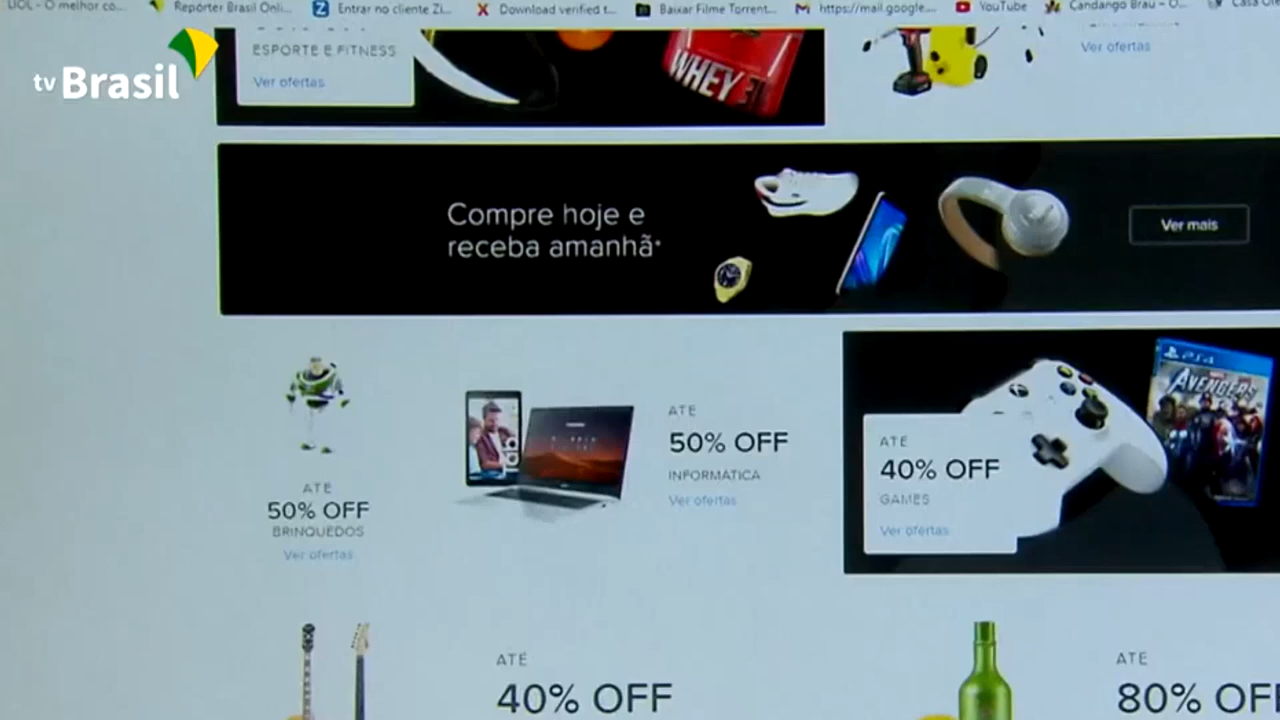 UOL - O melhor co...
Repórter Brasil Onli...
Entrar no cliente Zi...
Download verified t...
Baixar Filme Torrent...
https://mail.google....
YouTube
Candango Brau – O...
tv Brasil
ESPORTE E FITNESS
Ver ofertas
WHEY
Ver ofertas
Compre hoje e
receba amanhã*
Ver mais
ATÉ
50% OFF
BRINQUEDOS
Ver ofertas
ATÉ
50% OFF
INFORMÁTICA
Ver ofertas
ATÉ
40% OFF
GAMES
Ver ofertas
PS4
AVENGERS
ATÉ
40% OFF
ATÉ
80% OFF